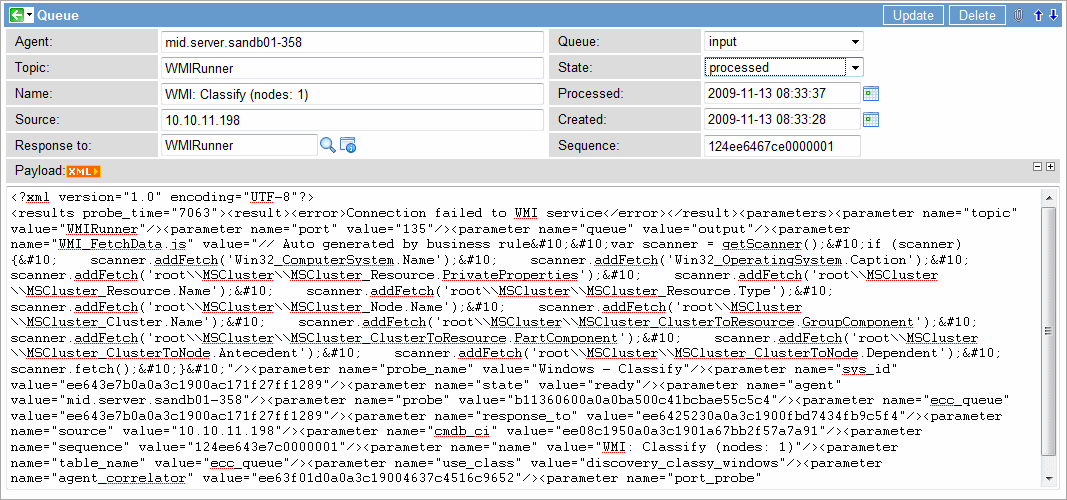 Queue Update Delete
Agent: mid.server.sandb01-358 Queue: input
Topic: WMIRunner State: processed
Name: WMI: Classify (nodes: 1) Processed: 2009-11-13 08:33:37
Source: 10.10.11.198 Created: 2009-11-13 08:33:28
Response to: WMIRunner Sequence: 124ee6467ce0000001
Payload: XML
<?xml version="1.0" encoding="UTF-8"?>
<results probe_time="7063"><result><error>Connection failed to WMI service</error></result><parameters><parameter name="topic"
value="WMIRunner"/><parameter name="port" value="135"/><parameter name="queue" value="output"/><parameter
name="WMI_FetchData.js" value="// Auto generated by business rule&#10;&#10;var scanner = getScanner();&#10;if (scanner)
{&#10;    scanner.addFetch('Win32_ComputerSystem.Name');&#10;    scanner.addFetch('Win32_OperatingSystem.Caption');&#10;
scanner.addFetch('root\\MSCluster\\MSCluster_Resource.PrivateProperties');&#10;    scanner.addFetch('root\\MSCluster
\\MSCluster_Resource.Name');&#10;    scanner.addFetch('root\\MSCluster\\MSCluster_Resource.Type');&#10;
scanner.addFetch('root\\MSCluster\\MSCluster_Node.Name');&#10;    scanner.addFetch('root\\MSCluster
\\MSCluster_Cluster.Name');&#10;    scanner.addFetch('root\\MSCluster\\MSCluster_ClusterToResource.GroupComponent');&#10;
scanner.addFetch('root\\MSCluster\\MSCluster_ClusterToResource.PartComponent');&#10;    scanner.addFetch('root\\MSCluster
\\MSCluster_ClusterToNode.Antecedent');&#10;    scanner.addFetch('root\\MSCluster\\MSCluster_ClusterToNode.Dependent');&#10;
scanner.fetch();&#10;}&#10;"/><parameter name="probe_name" value="Windows - Classify"/><parameter name="sys_id"
value="ee643e7b0a0a3c1900ac171f27ff1289"/><parameter name="state" value="ready"/><parameter name="agent"
value="mid.server.sandb01-358"/><parameter name="probe" value="b11360600a0a0ba500c41bcbae55c5c4"/><parameter name="ecc_queue"
value="ee643e7b0a0a3c1900ac171f27ff1289"/><parameter name="response_to" value="ee6425230a0a3c1900fbd7434fb9c5f4"/><parameter
name="source" value="10.10.11.198"/><parameter name="cmdb_ci" value="ee08c1950a0a3c1901a67bb2f57a7a91"/><parameter
name="sequence" value="124ee643e7c0000001"/><parameter name="name" value="WMI: Classify (nodes: 1)"/><parameter
name="table_name" value="ecc_queue"/><parameter name="use_class" value="discovery_classy_windows"/><parameter
name="agent_correlator" value="ee63f01d0a0a3c19004637c4516c9652"/><parameter name="port_probe"